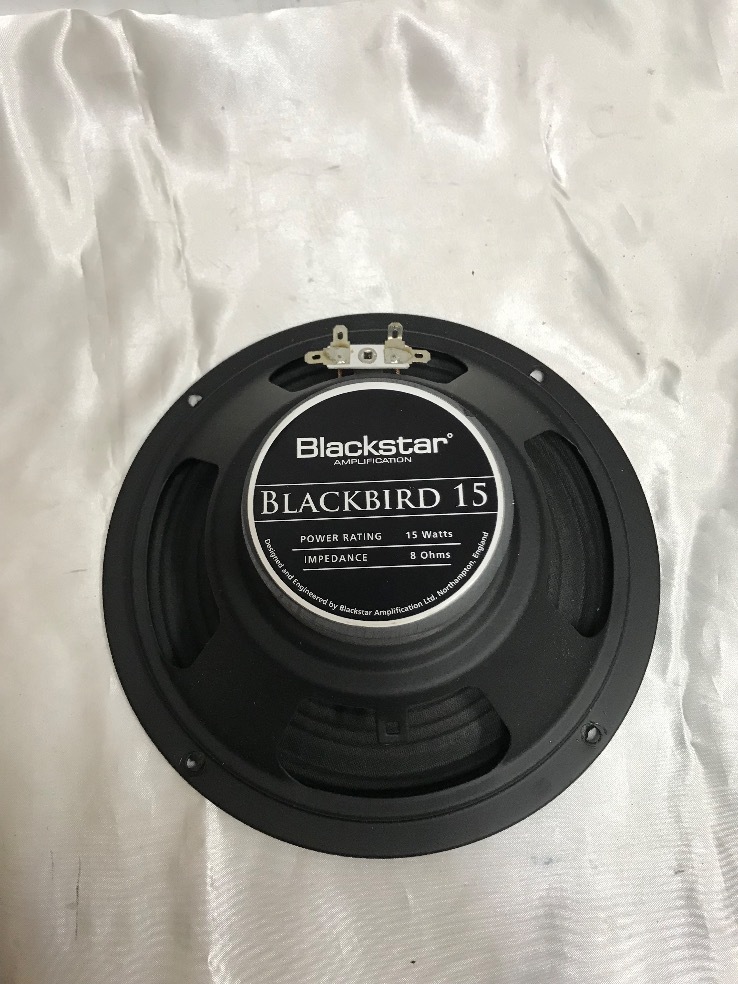 Blackstar
AMPLIFICATION
BLACKBIRD 15
POWER RATING 15 Watts
IMPEDANCE 8 Ohms
Designed and Engineered by Blackstar Amplification Ltd, Northampton, England